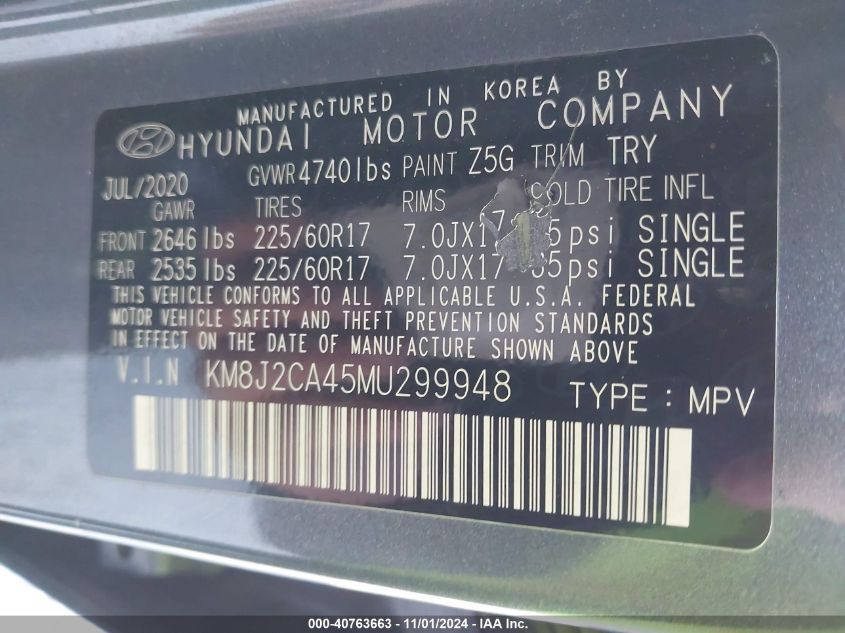 MANUFACTURED IN KOREA BY
HYUNDAI MOTOR COMPANY
JUL/2020 GVWR 4740lbs PAINT Z5G TRIM TRY
GAWR TIRES RIMS COLD TIRE INFL
FRONT 2646 lbs 225/60R17 7.0JX17 5psi SINGLE
REAR 2535 lbs 225/60R17 7.0JX17 35psi SINGLE
THIS VEHICLE CONFORMS TO ALL APPLICABLE U.S.A. FEDERAL
MOTOR VEHICLE SAFETY AND THEFT PREVENTION STANDARDS
IN EFFECT ON THE DATE OF MANUFACTURE SHOWN ABOVE
V.I.N KM8J2CA45MU299948 TYPE : MPV
000-40763663 - 11/01/2024 - IAA Inc.